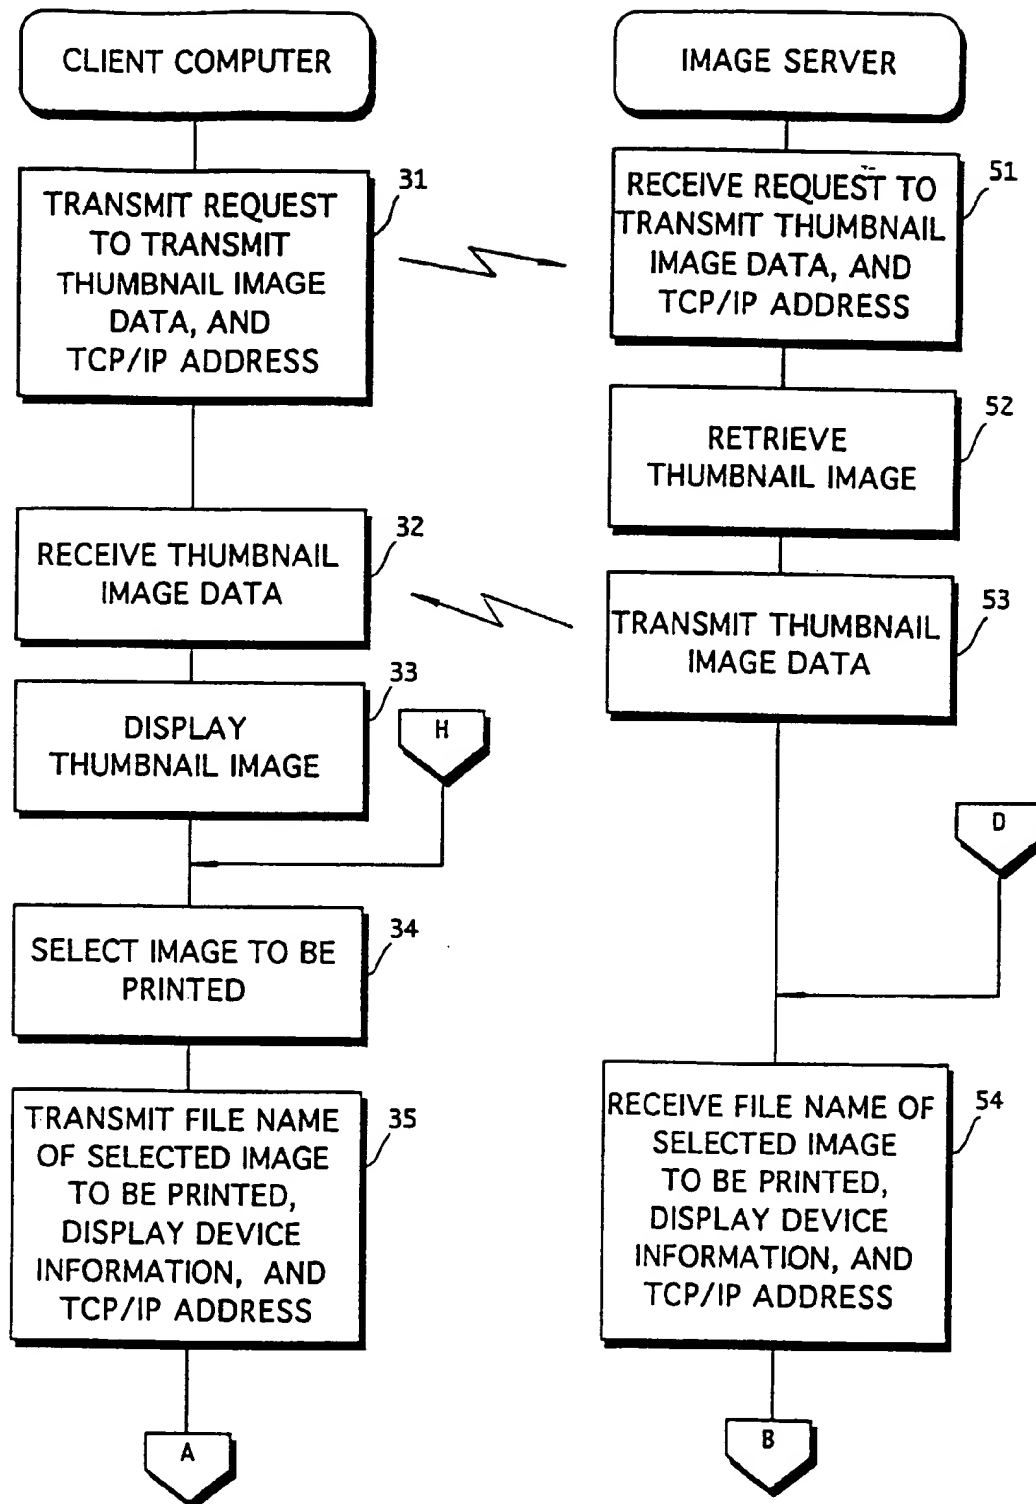 CLIENT COMPUTER
31
TRANSMIT REQUEST
TO TRANSMIT
THUMBNAIL IMAGE
DATA, AND
TCP/IP ADDRESS
32
RECEIVE THUMBNAIL
IMAGE DATA
33
DISPLAY
THUMBNAIL IMAGE
H
34
SELECT IMAGE TO BE
PRINTED
35
TRANSMIT FILE NAME
OF SELECTED IMAGE
TO BE PRINTED,
DISPLAY DEVICE
INFORMATION, AND
TCP/IP ADDRESS
A
IMAGE SERVER
51
RECEIVE REQUEST TO
TRANSMIT THUMBNAIL
IMAGE DATA, AND
TCP/IP ADDRESS
52
RETRIEVE
THUMBNAIL IMAGE
53
TRANSMIT THUMBNAIL
IMAGE DATA
D
54
RECEIVE FILE NAME OF
SELECTED IMAGE
TO BE PRINTED,
DISPLAY DEVICE
INFORMATION, AND
TCP/IP ADDRESS
B